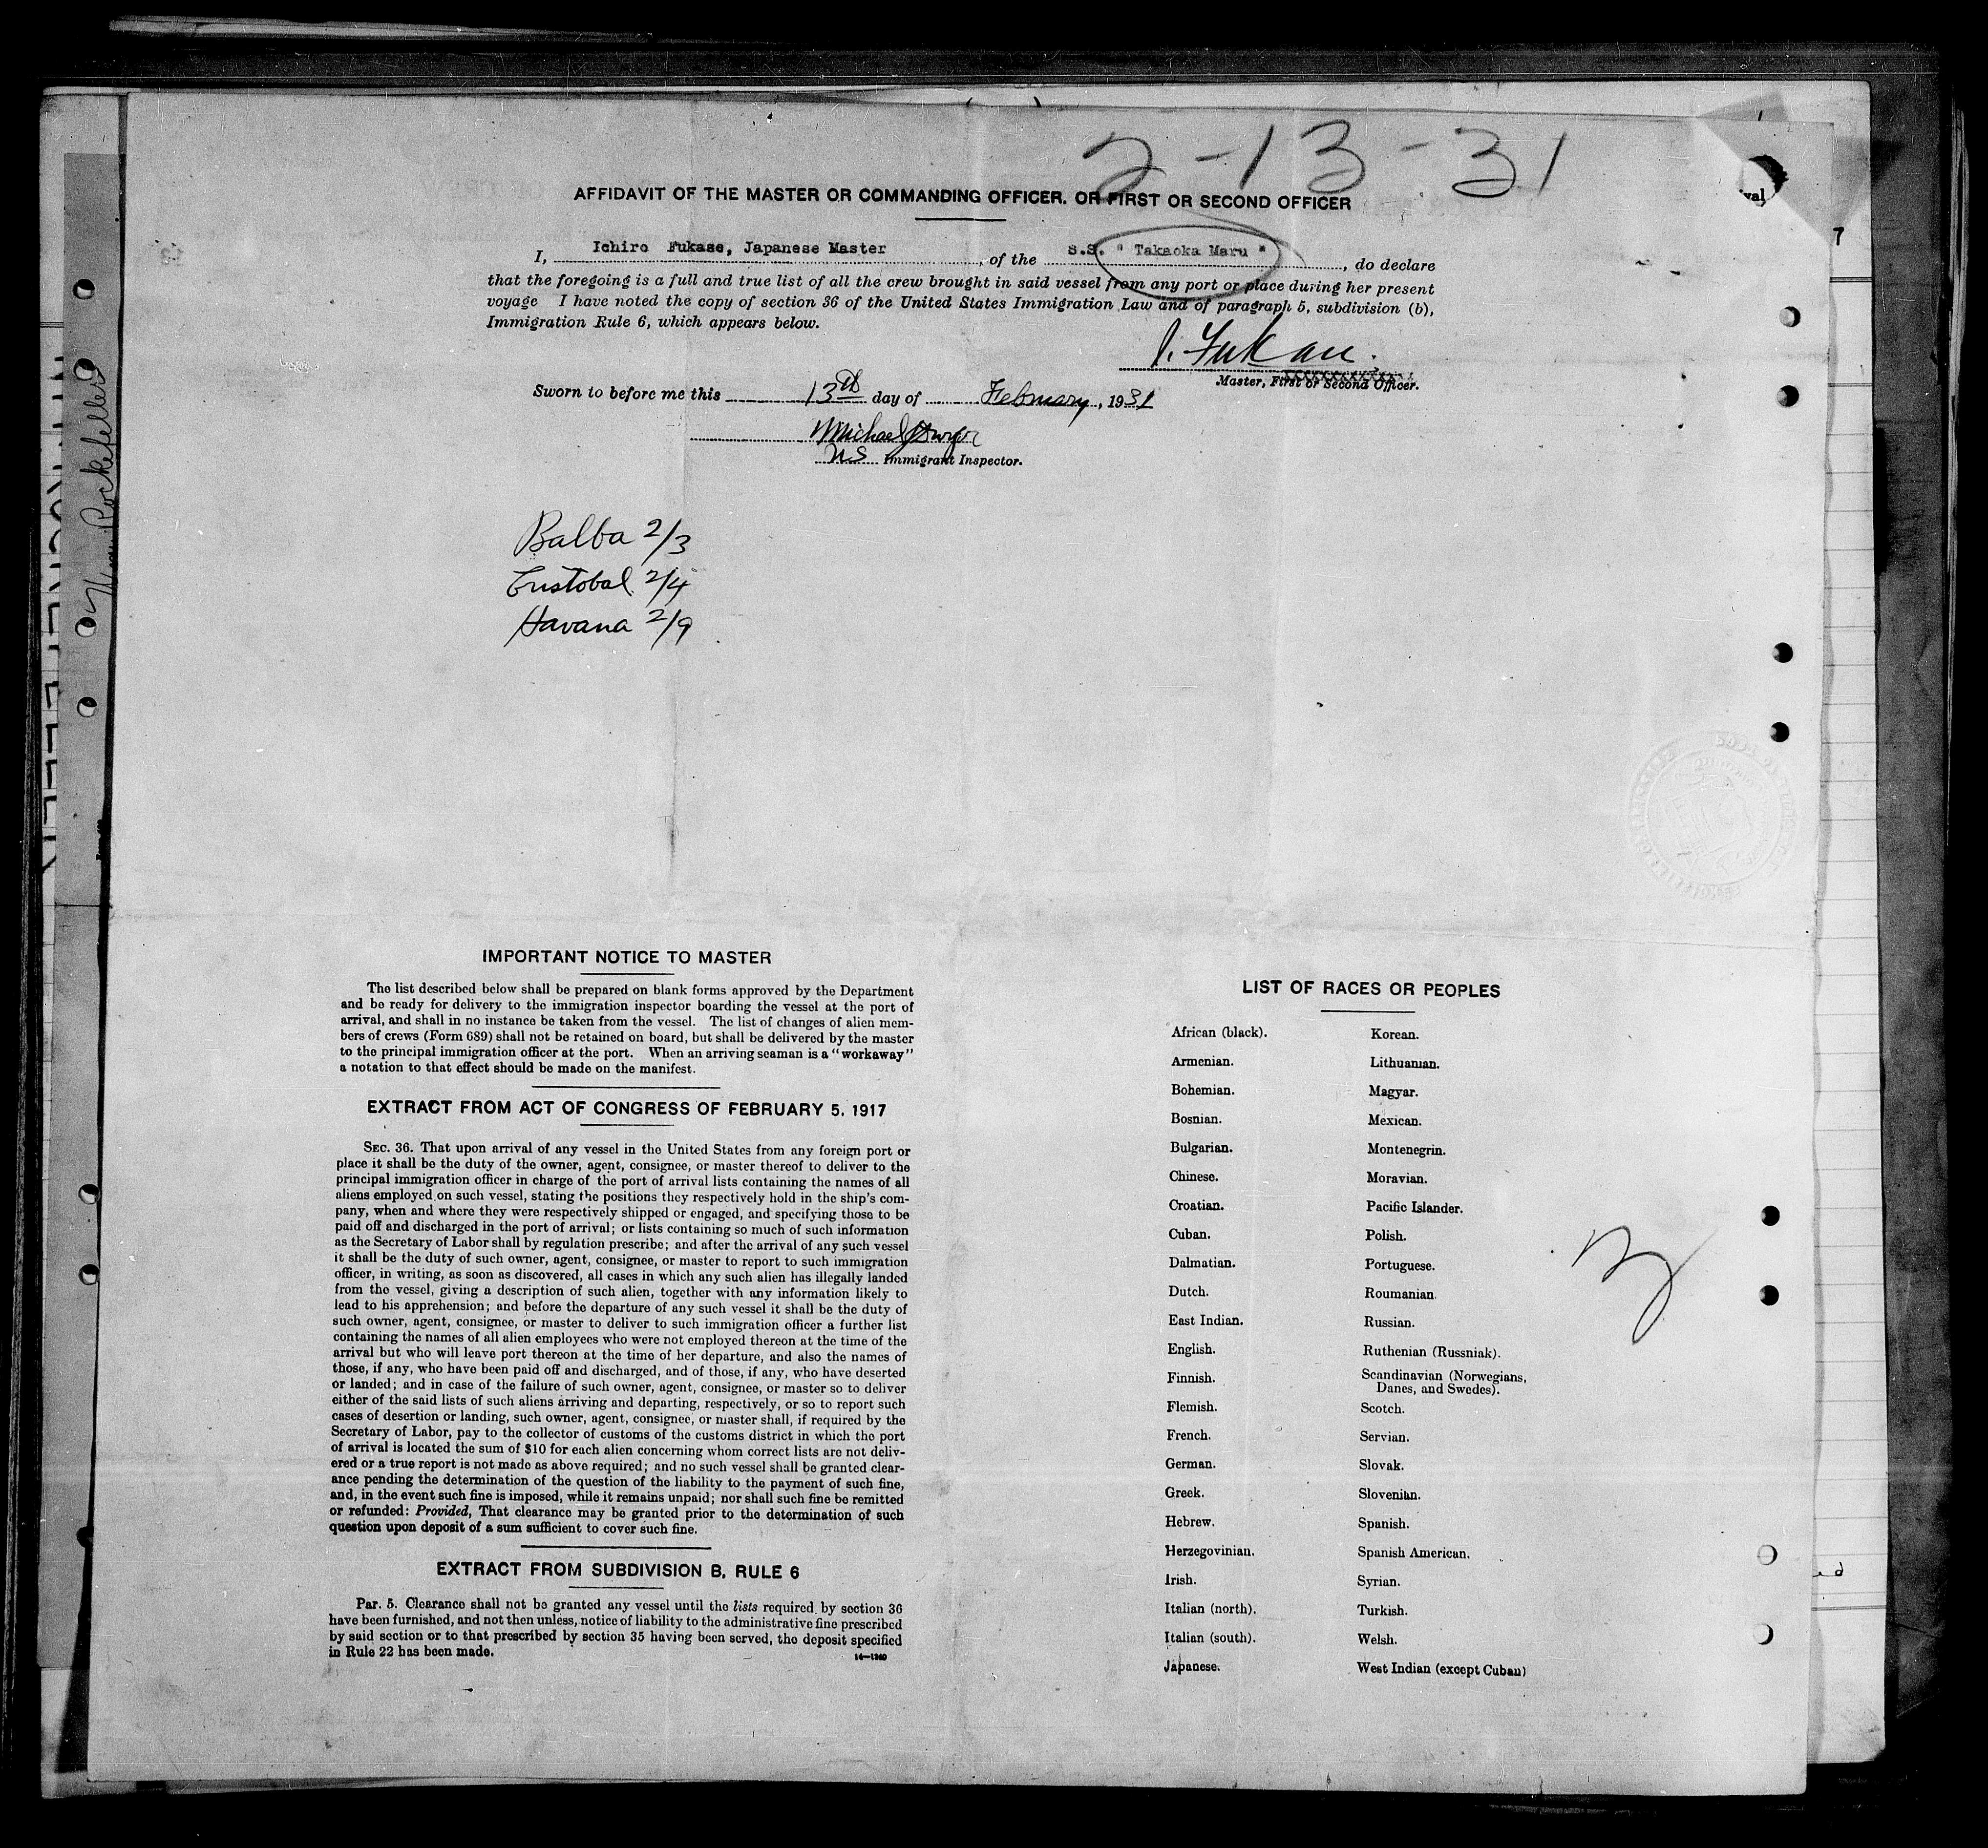 2-13-31
AFFIDAVIT OF THE MASTER OR COMMANDING OFFICER, OR FIRST OR SECOND OFFICER
I, Ichiro Fukase, Japanese Master, of the S.S. " Takaoka Maru ", do declare
that the foregoing is a full and true list of all the crew brought in said vessel from any port or place during her present
voyage I have noted the copy of section 36 of the United States Immigration Law and of paragraph 5, subdivision (b),
Immigration Rule 6, which appears below.
I. Fukase.
Master, First or Second Officer.
Sworn to before me this 13th day of February, 1931
Michael
US Immigrant Inspector.
Balba 2/3
Cristobal 2/4
Havana 2/9
IMPORTANT NOTICE TO MASTER
The list described below shall be prepared on blank forms approved by the Department
and be ready for delivery to the immigration inspector boarding the vessel at the port of
arrival, and shall in no instance be taken from the vessel. The list of changes of alien mem-
bers of crews (Form 689) shall not be retained on board, but shall be delivered by the master
to the principal immigration officer at the port. When an arriving seaman is a "workaway"
a notation to that effect should be made on the manifest.
EXTRACT FROM ACT OF CONGRESS OF FEBRUARY 5, 1917
SEC. 36. That upon arrival of any vessel in the United States from any foreign port or
place it shall be the duty of the owner, agent, consignee, or master thereof to deliver to the
principal immigration officer in charge of the port of arrival lists containing the names of all
aliens employed on such vessel, stating the positions they respectively hold in the ship's com-
pany, when and where they were respectively shipped or engaged, and specifying those to be
paid off and discharged in the port of arrival; or lists containing so much of such information
as the Secretary of Labor shall by regulation prescribe; and after the arrival of any such vessel
it shall be the duty of such owner, agent, consignee, or master to report to such immigration
officer, in writing, as soon as discovered, all cases in which any such alien has illegally landed
from the vessel, giving a description of such alien, together with any information likely to
lead to his apprehension; and before the departure of any such vessel it shall be the duty of
such owner, agent, consignee, or master to deliver to such immigration officer a further list
containing the names of all alien employees who were not employed thereon at the time of the
arrival but who will leave port thereon at the time of her departure, and also the names of
those, if any, who have been paid off and discharged, and of those, if any, who have deserted
or landed; and in case of the failure of such owner, agent, consignee, or master so to deliver
either of the said lists of such aliens arriving and departing, respectively, or so to report such
cases of desertion or landing, such owner, agent, consignee, or master shall, if required by the
Secretary of Labor, pay to the collector of customs of the customs district in which the port
of arrival is located the sum of $10 for each alien concerning whom correct lists are not deliv-
ered or a true report is not made as above required; and no such vessel shall be granted clear-
ance pending the determination of the question of the liability to the payment of such fine,
and, in the event such fine is imposed, while it remains unpaid; nor shall such fine be remitted
or refunded: Provided, That clearance may be granted prior to the determination of such
question upon deposit of a sum sufficient to cover such fine.
EXTRACT FROM SUBDIVISION B, RULE 6
Par. 5. Clearance shall not be granted any vessel until the lists required by section 36
have been furnished, and not then unless, notice of liability to the administrative fine prescribed
by said section or to that prescribed by section 35 having been served, the deposit specified
in Rule 22 has been made.
14—1240
LIST OF RACES OR PEOPLES
African (black).
Armenian.
Bohemian.
Bosnian.
Bulgarian.
Chinese.
Croatian.
Cuban.
Dalmatian.
Dutch.
East Indian.
English.
Finnish.
Flemish.
French.
German.
Greek.
Hebrew.
Herzegovinian.
Irish.
Italian (north).
Italian (south).
Japanese.
Korean.
Lithuanian.
Magyar.
Mexican.
Montenegrin.
Moravian.
Pacific Islander.
Polish.
Portuguese.
Roumanian.
Russian.
Ruthenian (Russniak).
Scandinavian (Norwegians,
Danes, and Swedes).
Scotch.
Servian.
Slovak.
Slovenian.
Spanish.
Spanish American.
Syrian.
Turkish.
Welsh.
West Indian (except Cuban)
Rockefeller
val
7